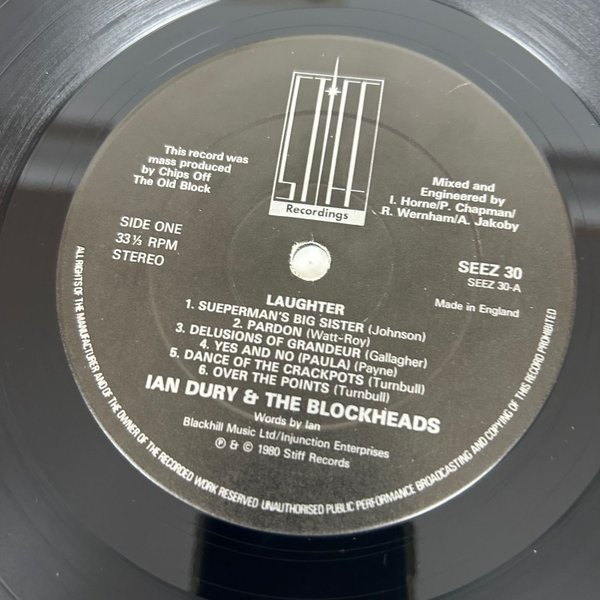 STIFF
Recordings
This record was
mass produced
by Chips Off
The Old Block
Mixed and
Engineered by
I. Horne/P. Chapman/
R. Wernham/A. Jakoby
SIDE ONE
33⅓ RPM
STEREO
SEEZ 30
SEEZ 30-A
Made in England
LAUGHTER
1. SUEPERMAN'S BIG SISTER (Johnson)
2. PARDON (Watt-Roy)
3. DELUSIONS OF GRANDEUR (Gallagher)
4. YES AND NO (PAULA) (Payne)
5. DANCE OF THE CRACKPOTS (Turnbull)
6. OVER THE POINTS (Turnbull)
IAN DURY & THE BLOCKHEADS
Words by Ian
Blackhill Music Ltd/Injunction Enterprises
℗ & © 1980 Stiff Records
ALL RIGHTS OF THE MANUFACTURER AND OF THE OWNER OF THE RECORDED WORK RESERVED UNAUTHORISED PUBLIC PERFORMANCE BROADCASTING AND COPYING OF THIS RECORD PROHIBITED